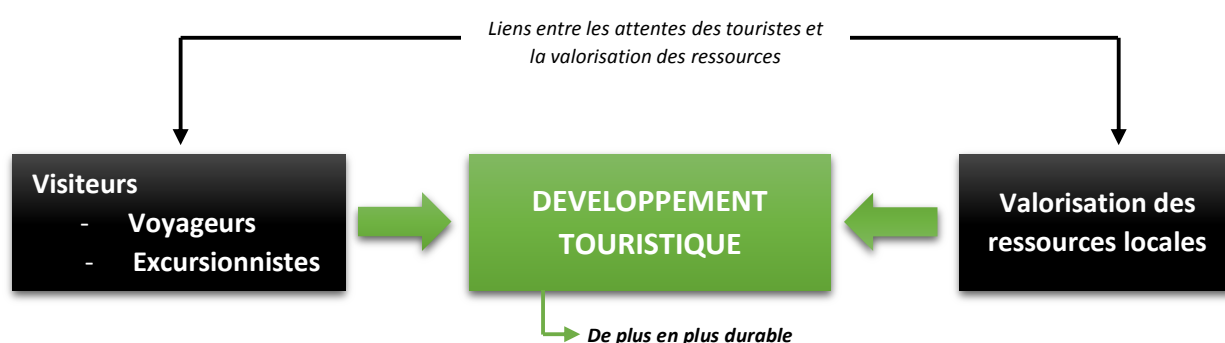 Liens entre les attentes des touristes et
la valorisation des ressources
Visiteurs
- Voyageurs
- Excursionnistes
DEVELOPPEMENT
TOURISTIQUE
Valorisation des
ressources locales
De plus en plus durable